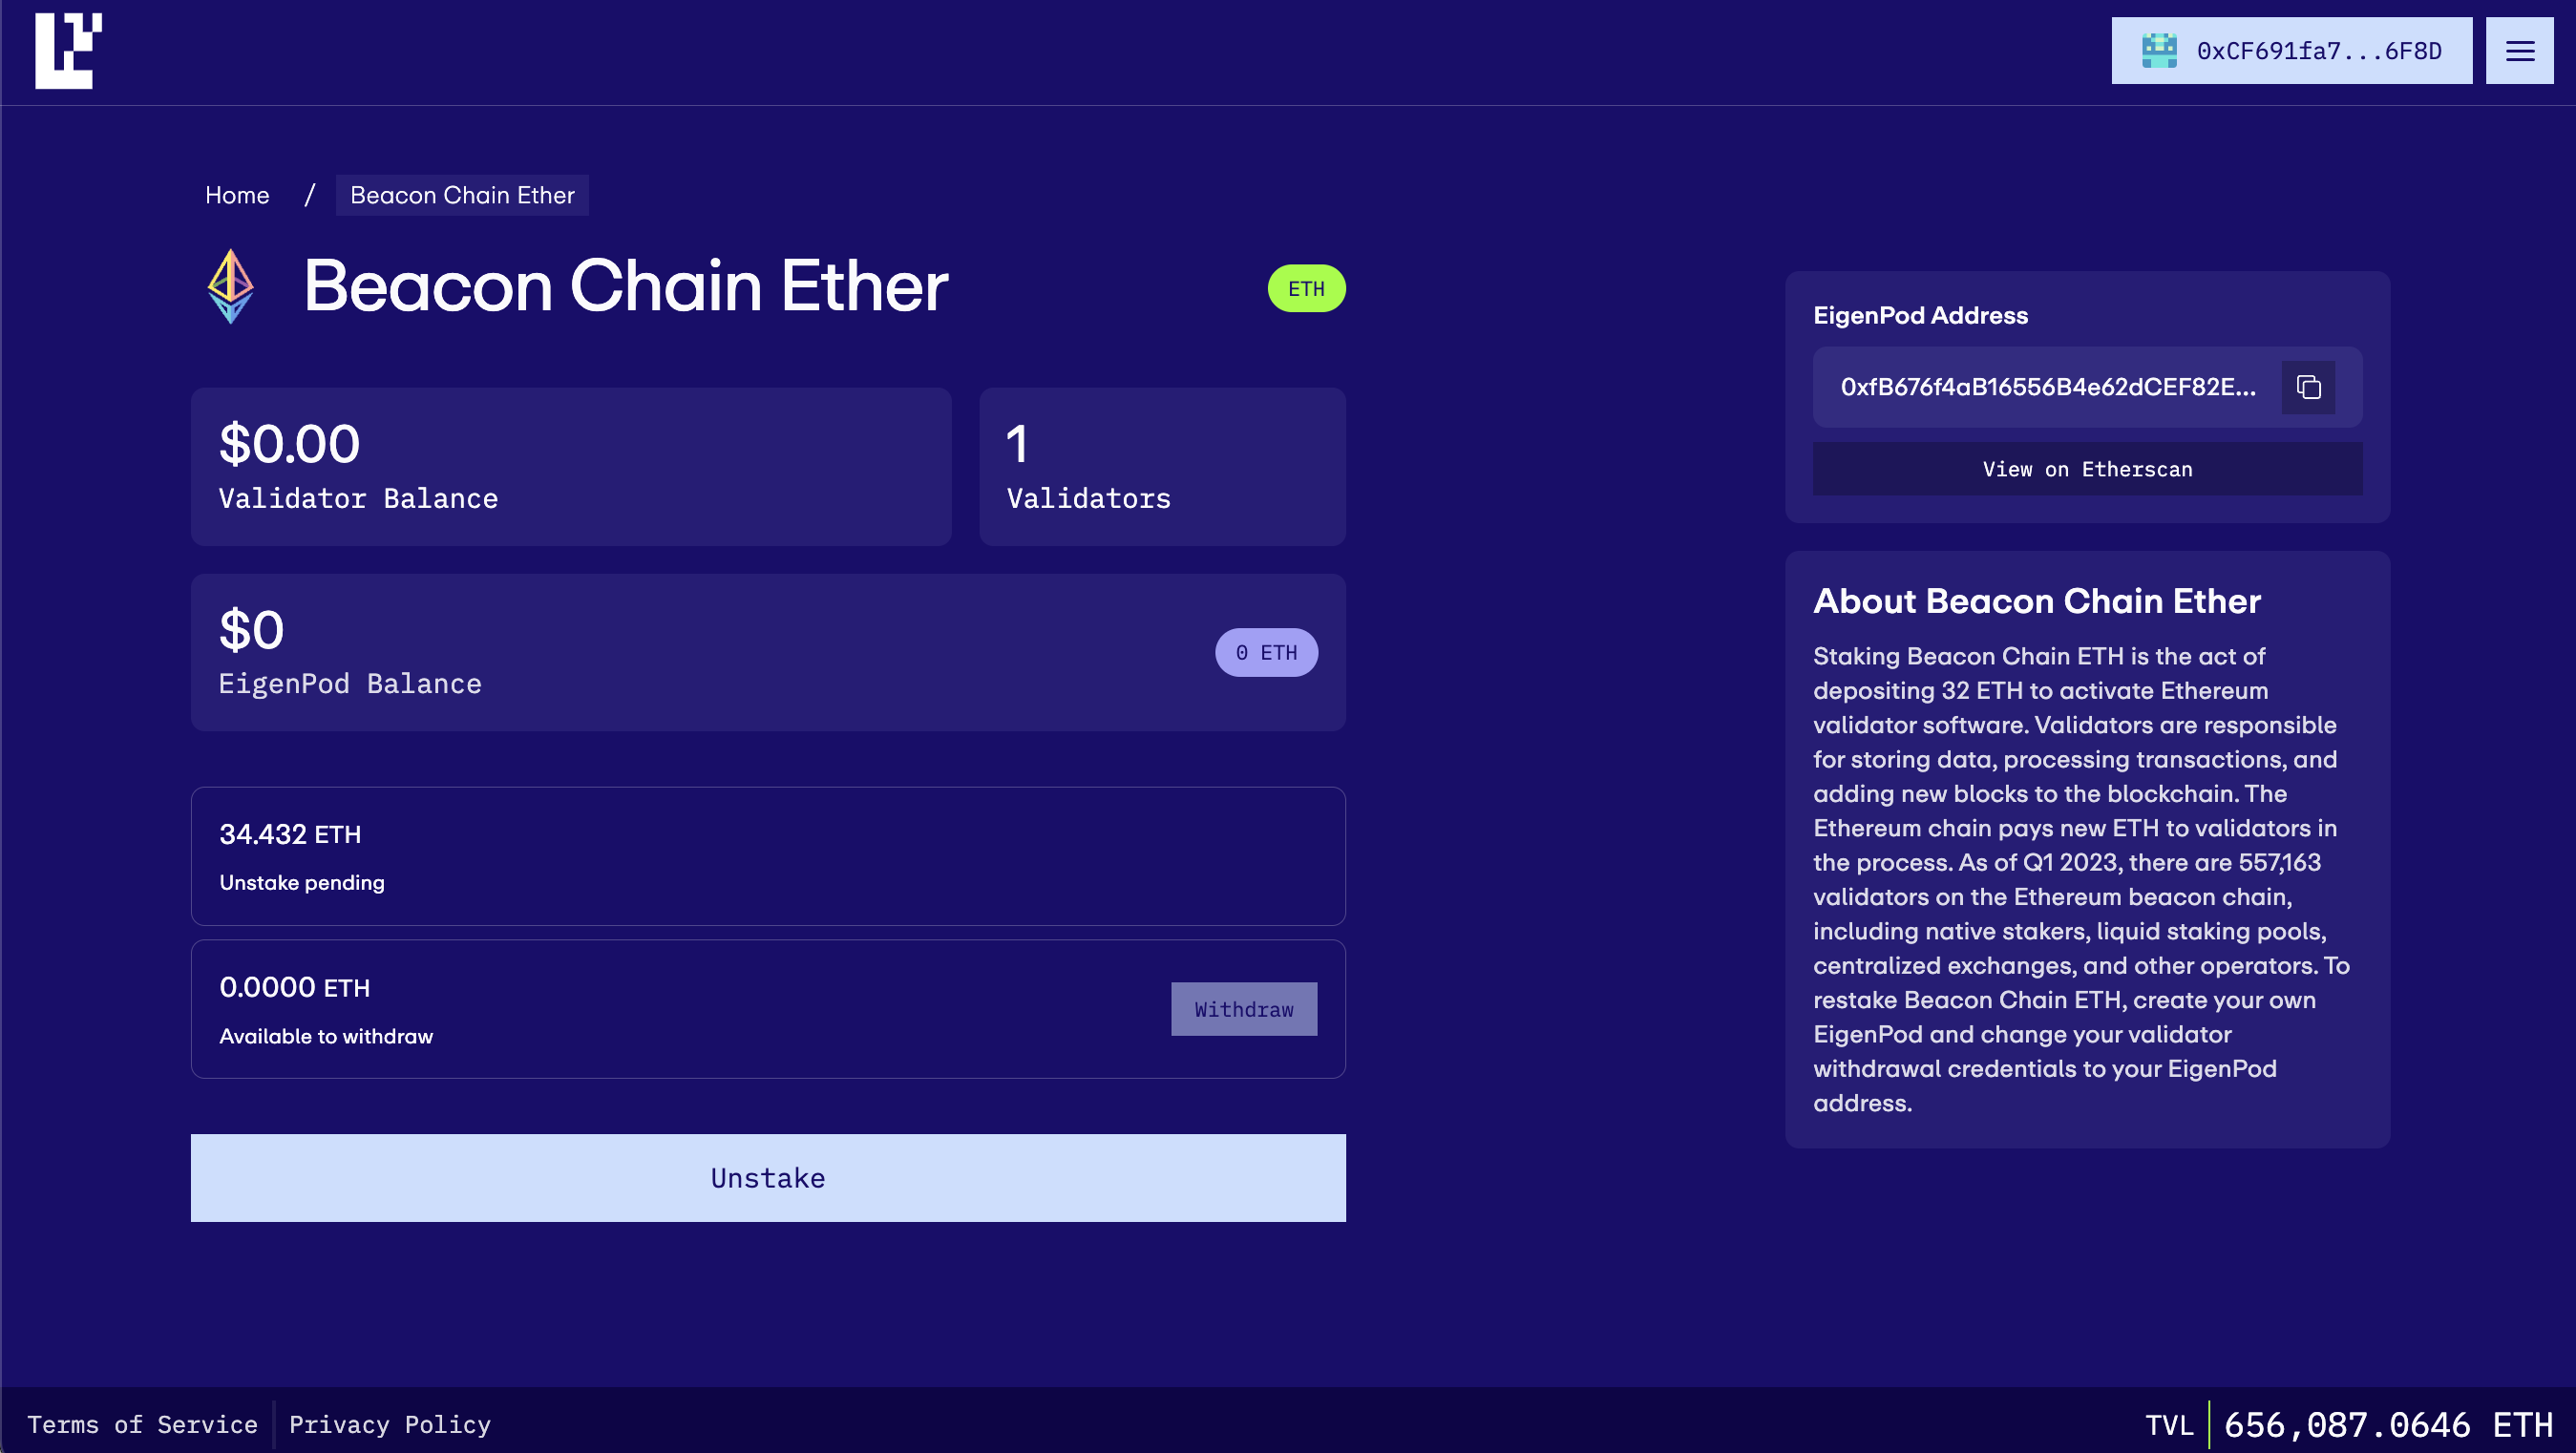 0xCF691fa7...6F8D
Home / Beacon Chain Ether
Beacon Chain Ether
ETH
$0.00
Validator Balance
1
Validators
$0
EigenPod Balance
0 ETH
34.432 ETH
Unstake pending
0.0000 ETH
Available to withdraw
Withdraw
Unstake
EigenPod Address
0xfB676f4aB16556B4e62dCEF82E...
View on Etherscan
About Beacon Chain Ether
Staking Beacon Chain ETH is the act of
depositing 32 ETH to activate Ethereum
validator software. Validators are responsible
for storing data, processing transactions, and
adding new blocks to the blockchain. The
Ethereum chain pays new ETH to validators in
the process. As of Q1 2023, there are 557,163
validators on the Ethereum beacon chain,
including native stakers, liquid staking pools,
centralized exchanges, and other operators. To
restake Beacon Chain ETH, create your own
EigenPod and change your validator
withdrawal credentials to your EigenPod
address.
Terms of Service
Privacy Policy
TVL
656,087.0646 ETH